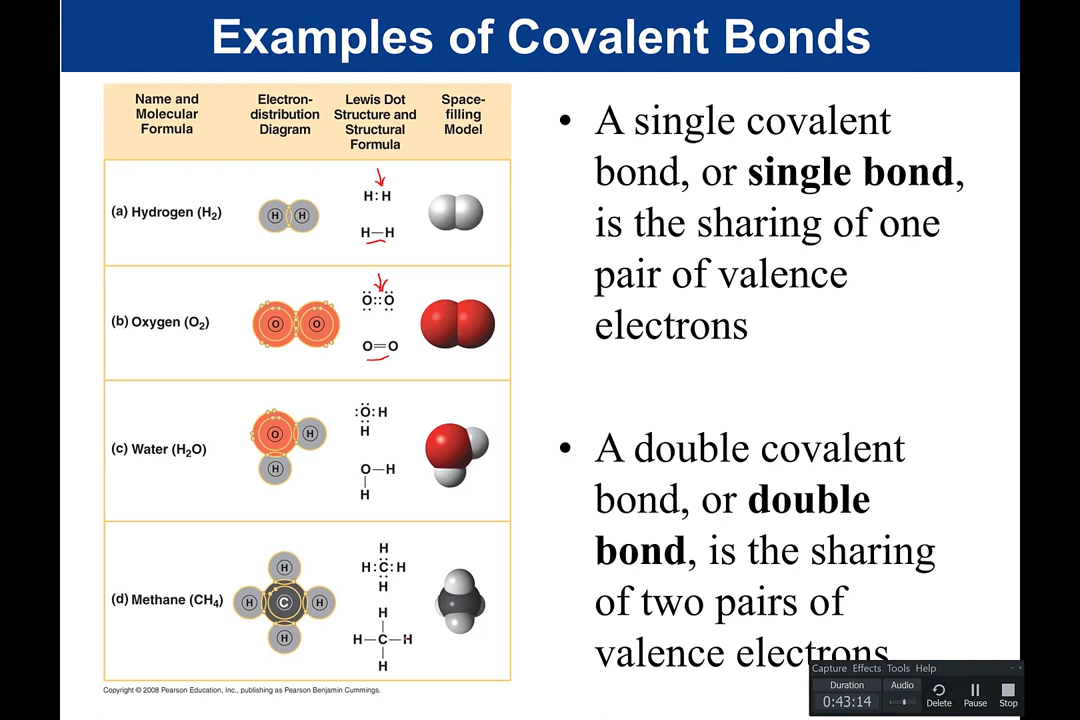 Examples of Covalent Bonds
Name and
Molecular
Formula
Electron-
distribution
Diagram
Lewis Dot
Structure and
Structural
Formula
Space-
filling
Model
(a) Hydrogen (H₂)
H H
H:H
H—H
(b) Oxygen (O₂)
O O
O::O
O=O
(c) Water (H₂O)
O H
H
:O:H
H
O—H
H
(d) Methane (CH₄)
H
H C H
H
H
H:C:H
H
H
H—C—H
H
Copyright © 2008 Pearson Education, Inc., publishing as Pearson Benjamin Cummings.
• A single covalent
bond, or single bond,
is the sharing of one
pair of valence
electrons
• A double covalent
bond, or double
bond, is the sharing
of two pairs of
valence electrons
Capture Effects Tools Help
Duration
0:43:14
Audio
Delete
Pause
Stop